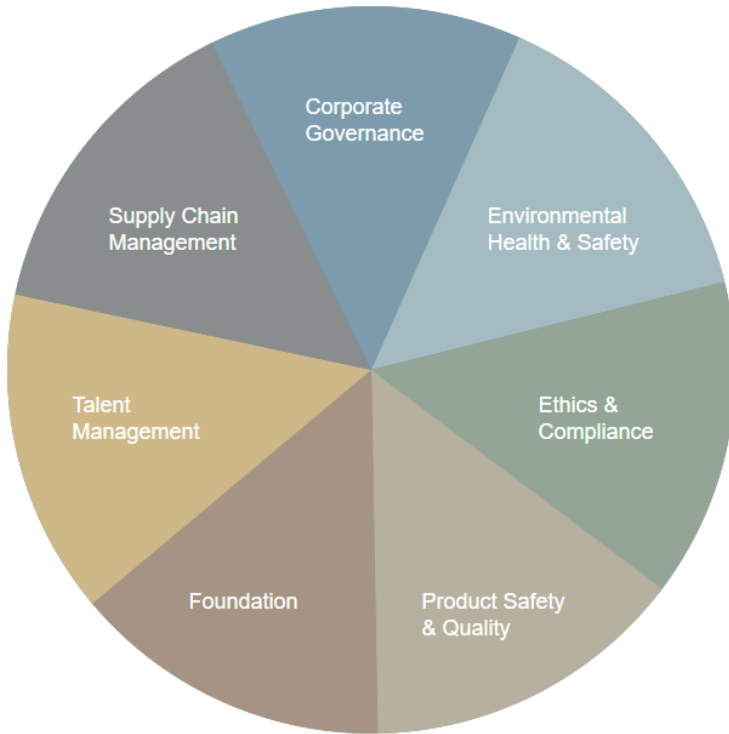 Corporate
Governance
Environmental
Health & Safety
Ethics &
Compliance
Product Safety
& Quality
Foundation
Talent
Management
Supply Chain
Management